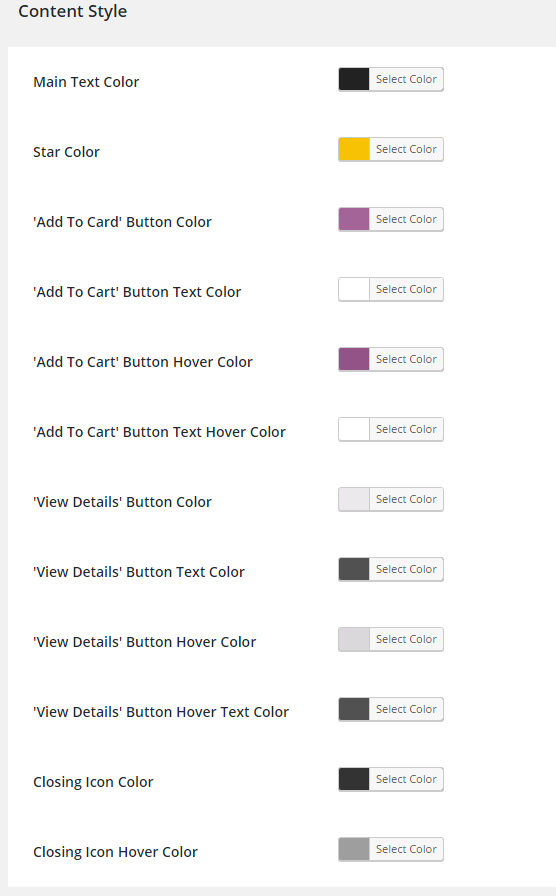 Content Style
Main Text Color Select Color
Star Color Select Color
'Add To Card' Button Color Select Color
'Add To Cart' Button Text Color Select Color
'Add To Cart' Button Hover Color Select Color
'Add To Cart' Button Text Hover Color Select Color
'View Details' Button Color Select Color
'View Details' Button Text Color Select Color
'View Details' Button Hover Color Select Color
'View Details' Button Hover Text Color Select Color
Closing Icon Color Select Color
Closing Icon Hover Color Select Color